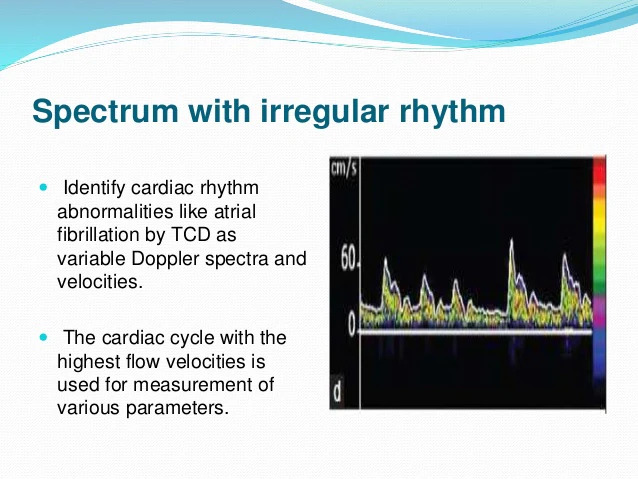 Spectrum with irregular rhythm
• Identify cardiac rhythm
abnormalities like atrial
fibrillation by TCD as
variable Doppler spectra and
velocities.
• The cardiac cycle with the
highest flow velocities is
used for measurement of
various parameters.
cm/s
60
0
d